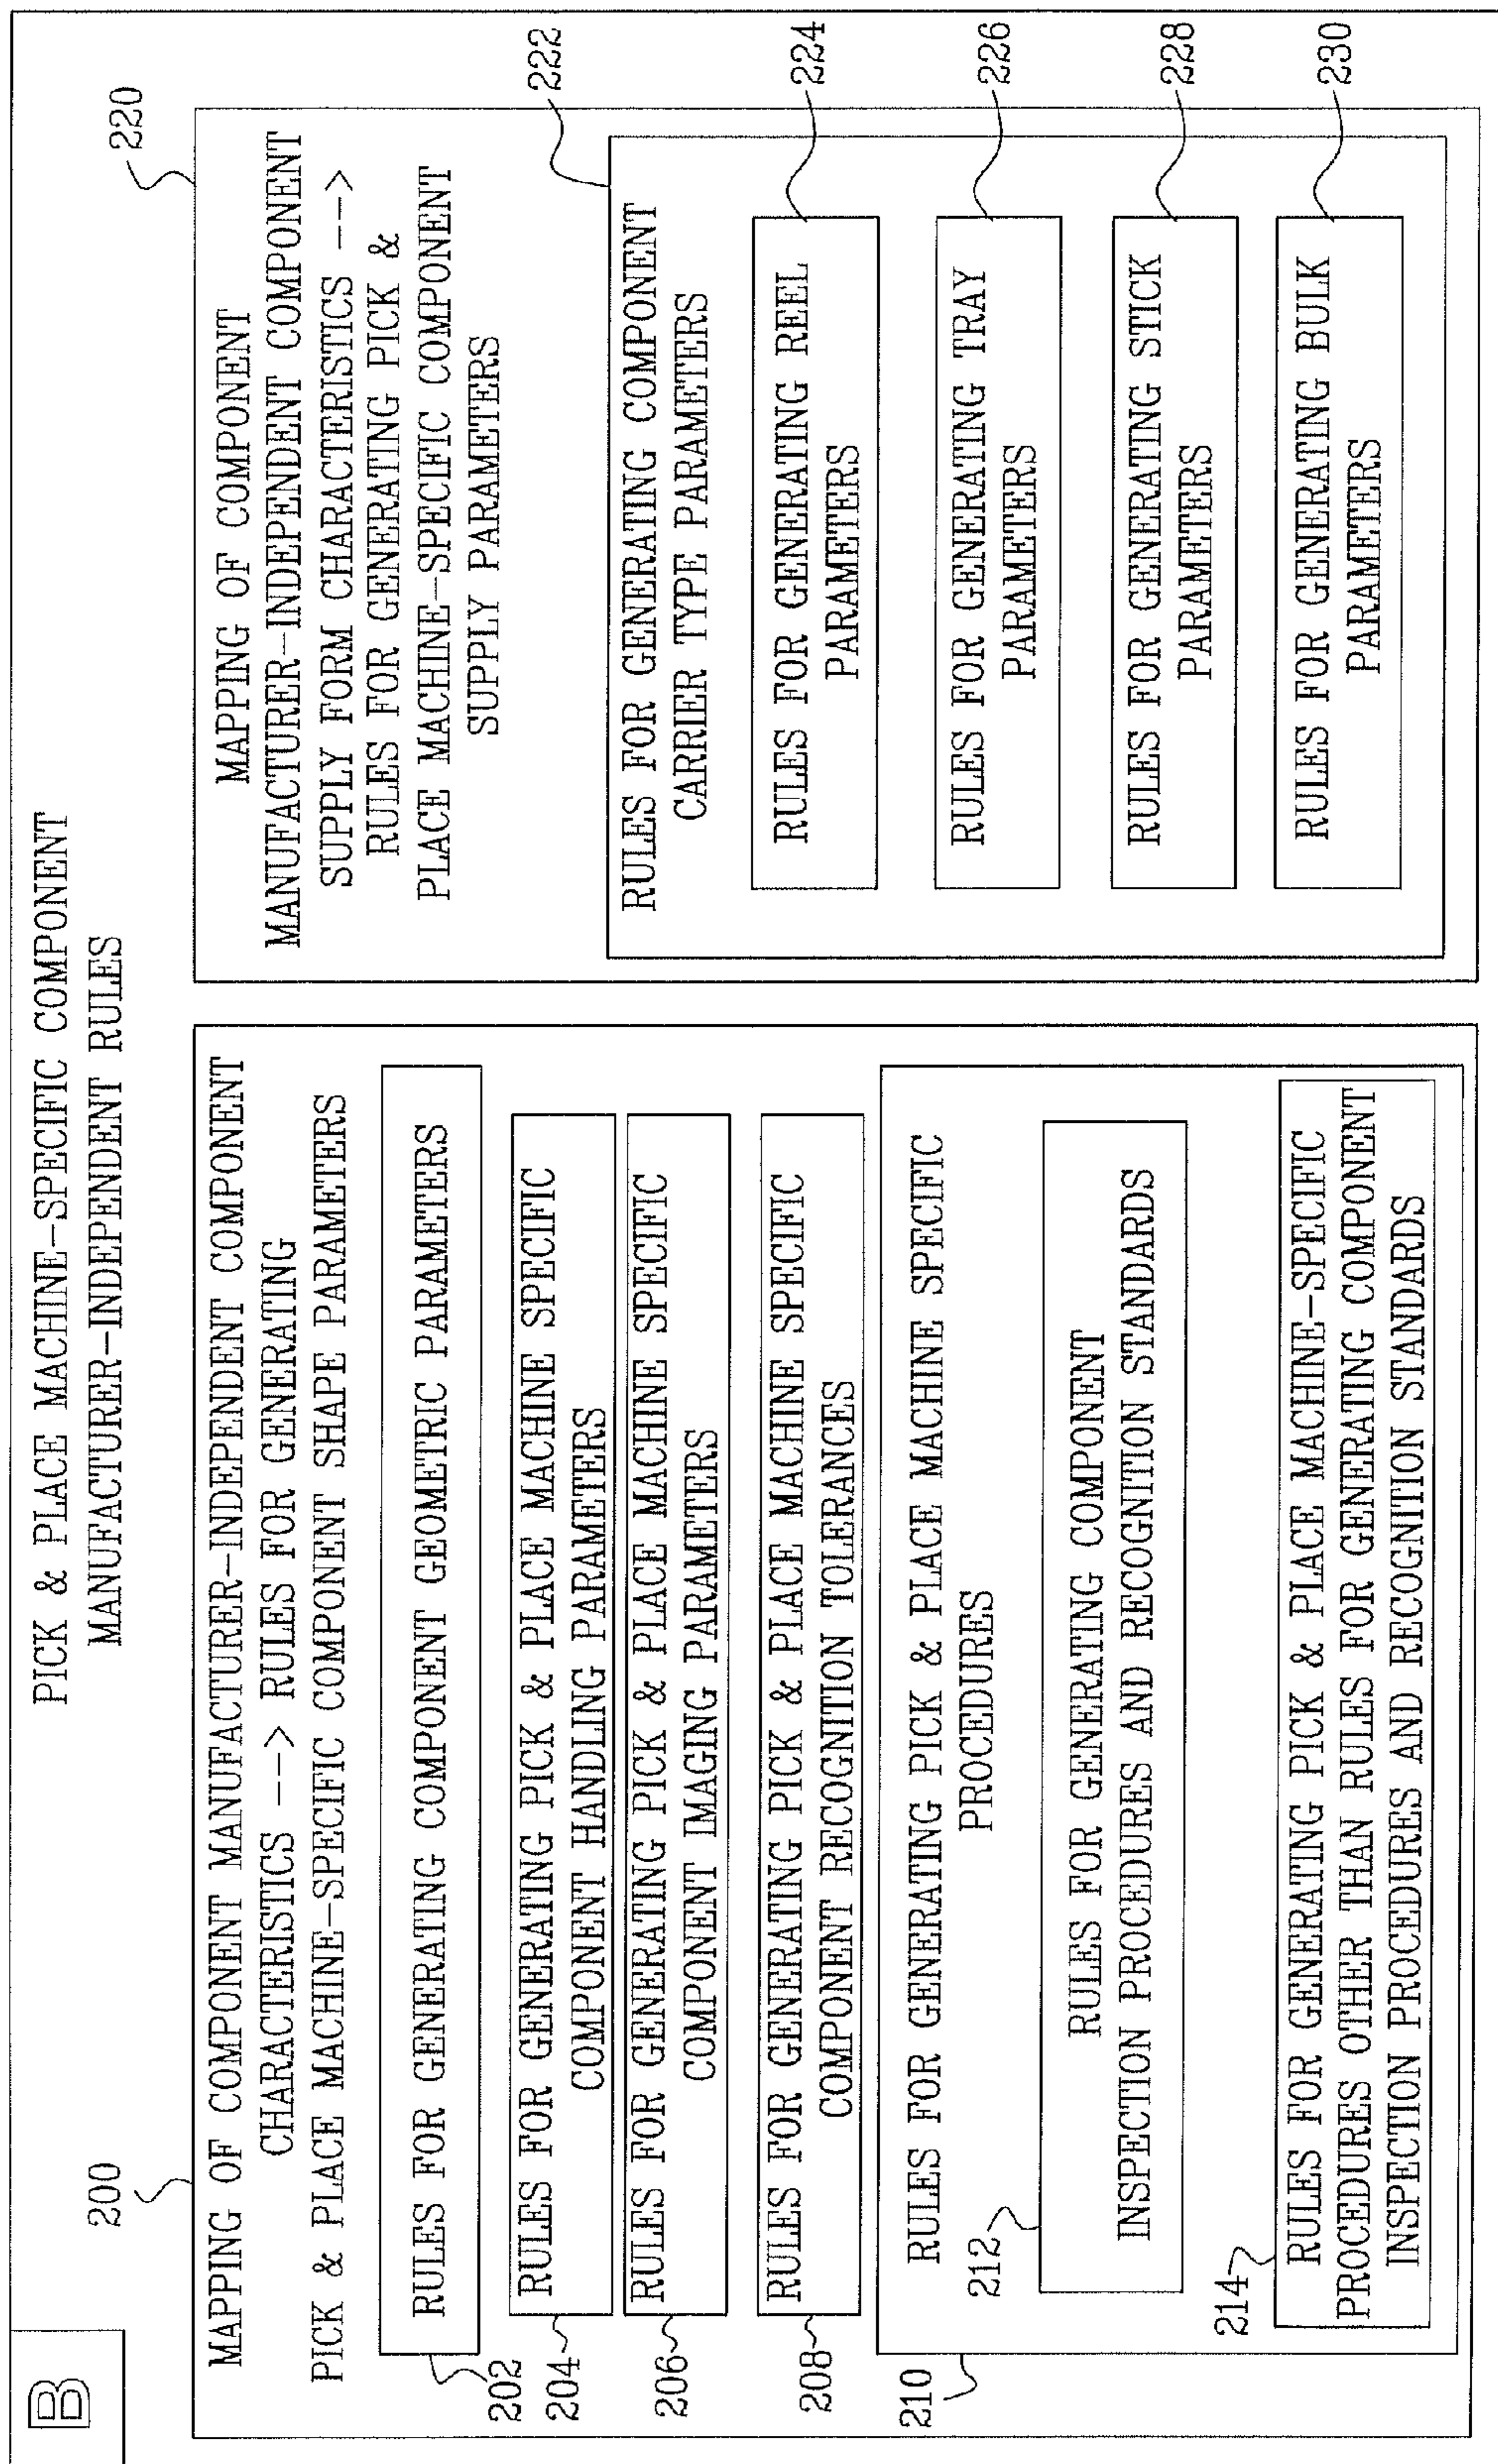 B
PICK & PLACE MACHINE-SPECIFIC COMPONENT
MANUFACTURER-INDEPENDENT RULES
200
MAPPING OF COMPONENT MANUFACTURER-INDEPENDENT COMPONENT
CHARACTERISTICS --> RULES FOR GENERATING
PICK & PLACE MACHINE-SPECIFIC COMPONENT SHAPE PARAMETERS
RULES FOR GENERATING COMPONENT GEOMETRIC PARAMETERS
202
RULES FOR GENERATING PICK & PLACE MACHINE SPECIFIC
COMPONENT HANDLING PARAMETERS
204
RULES FOR GENERATING PICK & PLACE MACHINE SPECIFIC
COMPONENT IMAGING PARAMETERS
206
RULES FOR GENERATING PICK & PLACE MACHINE SPECIFIC
COMPONENT RECOGNITION TOLERANCES
208
RULES FOR GENERATING PICK & PLACE MACHINE SPECIFIC
PROCEDURES
210
212
RULES FOR GENERATING COMPONENT
INSPECTION PROCEDURES AND RECOGNITION STANDARDS
214
RULES FOR GENERATING PICK & PLACE MACHINE-SPECIFIC
PROCEDURES OTHER THAN RULES FOR GENERATING COMPONENT
INSPECTION PROCEDURES AND RECOGNITION STANDARDS
220
MAPPING OF COMPONENT
MANUFACTURER-INDEPENDENT COMPONENT
SUPPLY FORM CHARACTERISTICS -->
RULES FOR GENERATING PICK &
PLACE MACHINE-SPECIFIC COMPONENT
SUPPLY PARAMETERS
222
RULES FOR GENERATING COMPONENT
CARRIER TYPE PARAMETERS
RULES FOR GENERATING REEL
PARAMETERS
224
RULES FOR GENERATING TRAY
PARAMETERS
226
RULES FOR GENERATING STICK
PARAMETERS
228
RULES FOR GENERATING BULK
PARAMETERS
230